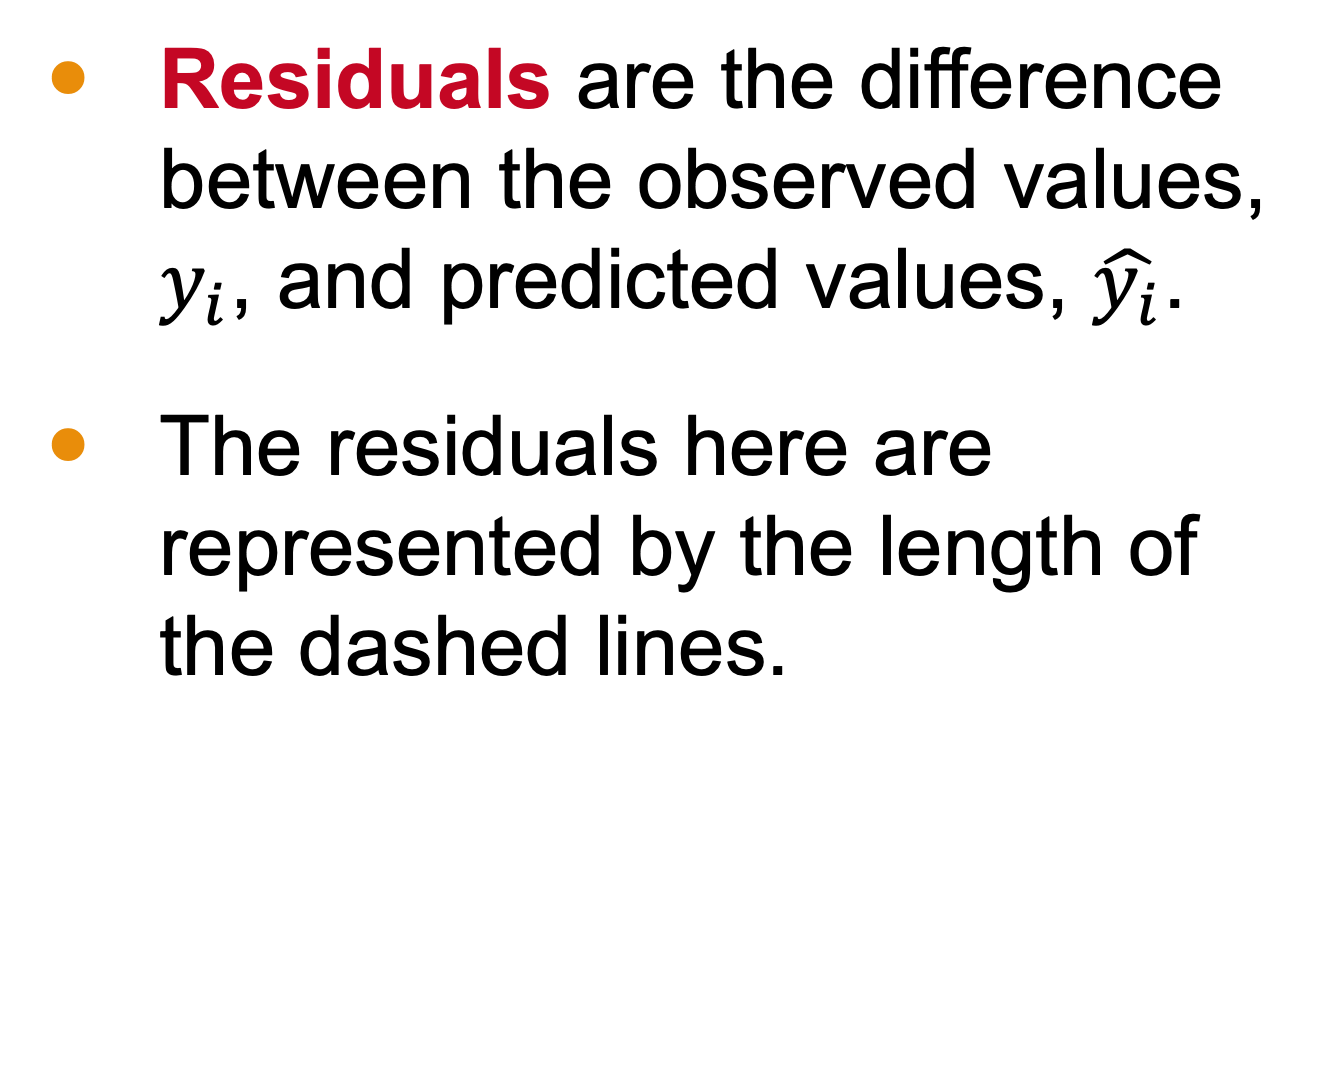 • Residuals are the difference
between the observed values,
yᵢ, and predicted values, ŷᵢ.
• The residuals here are
represented by the length of
the dashed lines.